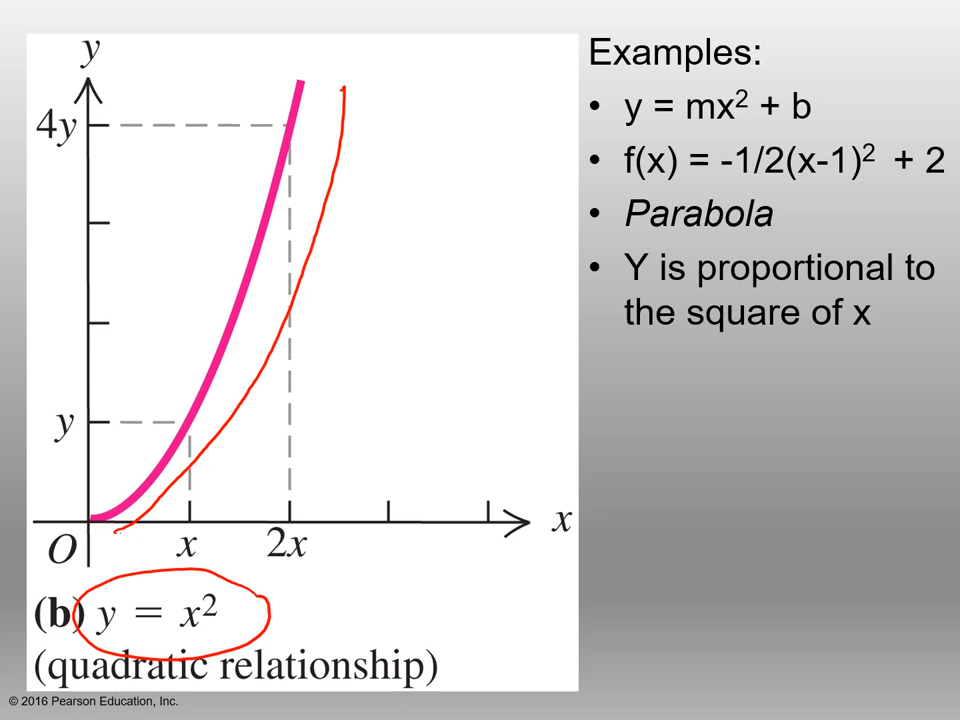 y
4y
y
O
x
2x
x
(b) y = x²
(quadratic relationship)
Examples:
• y = mx² + b
• f(x) = -1/2(x-1)² + 2
• Parabola
• Y is proportional to
the square of x
© 2016 Pearson Education, Inc.